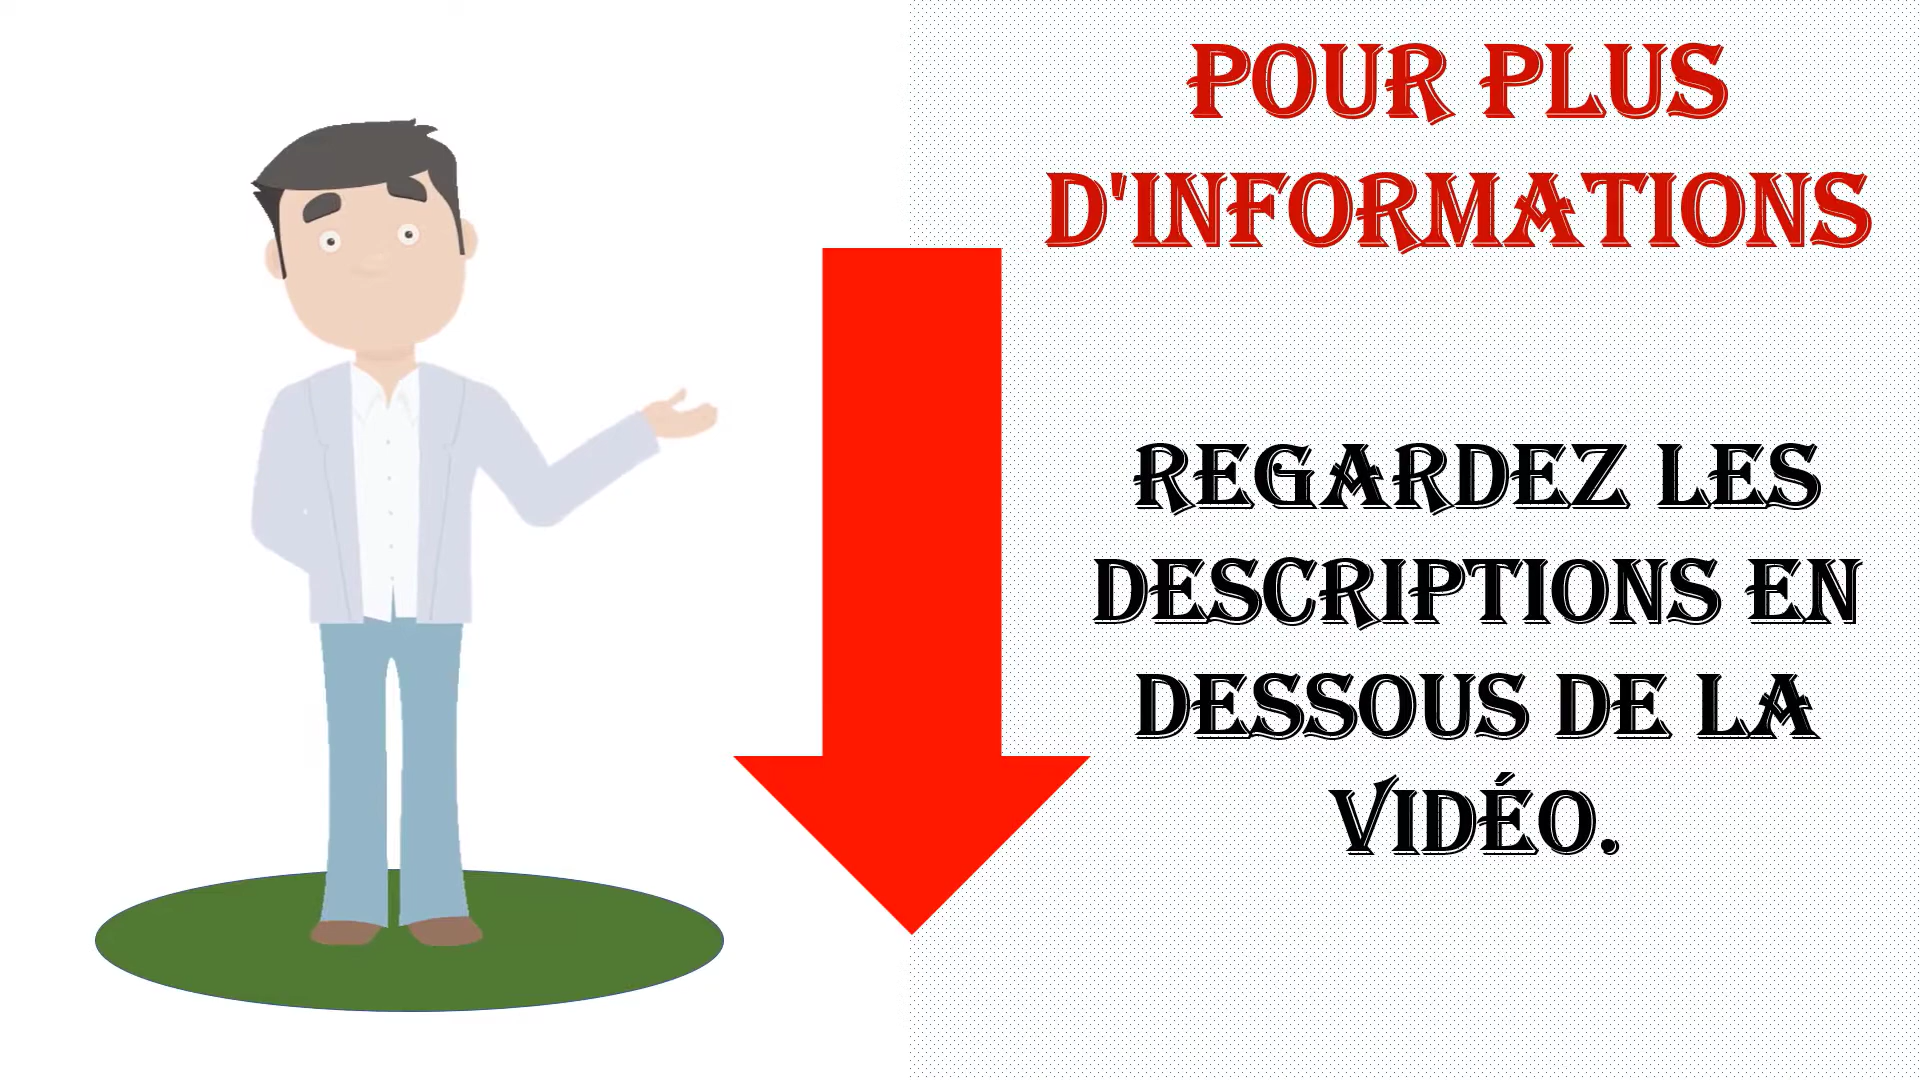 POUR PLUS
D'INFORMATIONS
REGARDEZ LES
DESCRIPTIONS EN
DESSOUS DE LA
VIDÉO.